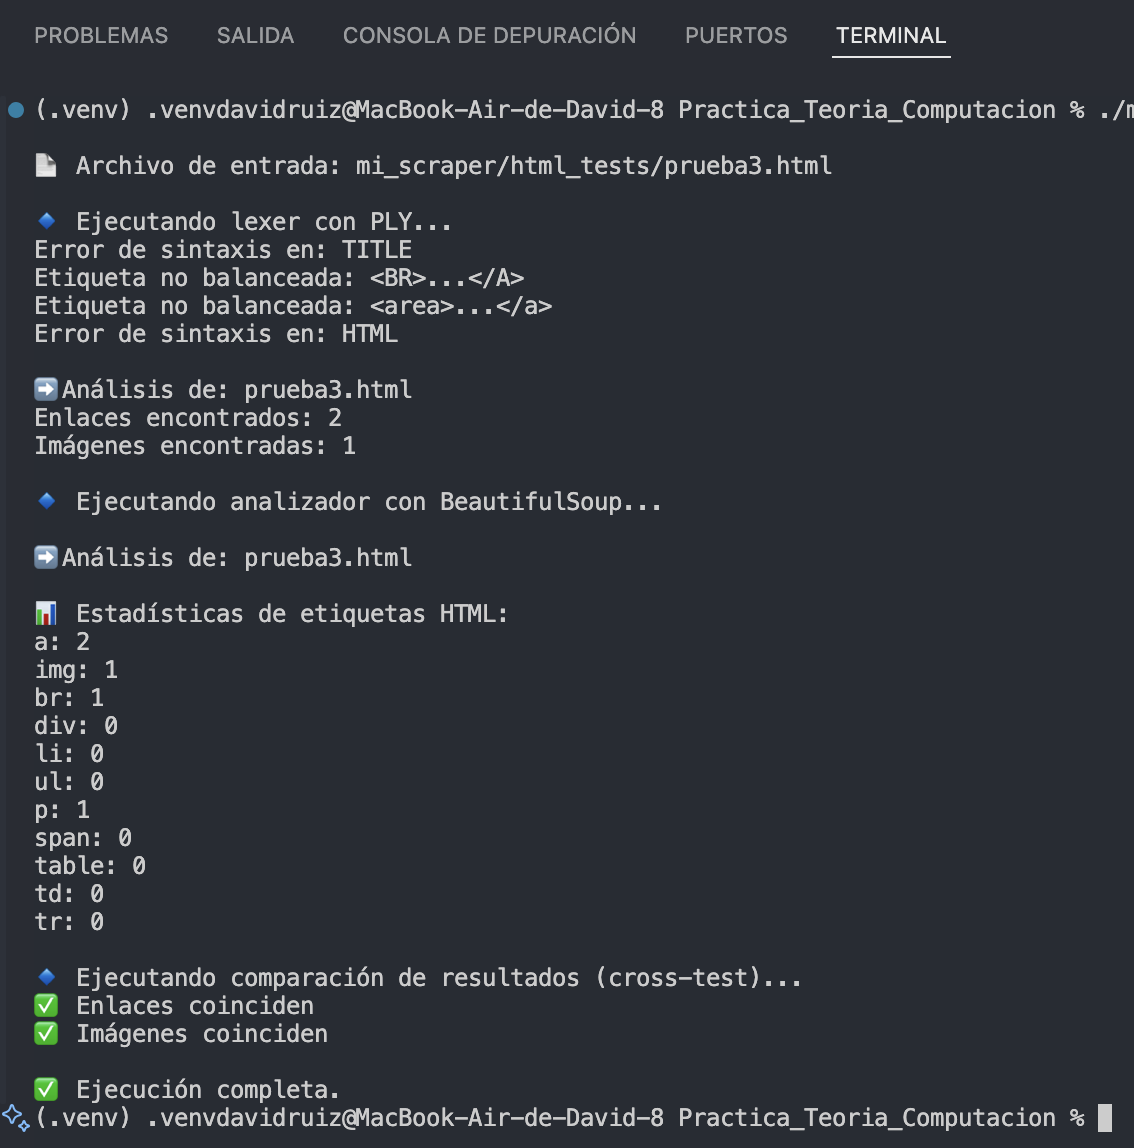 PROBLEMAS SALIDA CONSOLA DE DEPURACIÓN PUERTOS TERMINAL
(.venv) .venvdavidruiz@MacBook-Air-de-David-8 Practica_Teoria_Computacion % ./m
Archivo de entrada: mi_scraper/html_tests/prueba3.html
Ejecutando lexer con PLY...
Error de sintaxis en: TITLE
Etiqueta no balanceada: <BR>...</A>
Etiqueta no balanceada: <area>...</a>
Error de sintaxis en: HTML
Análisis de: prueba3.html
Enlaces encontrados: 2
Imágenes encontradas: 1
Ejecutando analizador con BeautifulSoup...
Análisis de: prueba3.html
Estadísticas de etiquetas HTML:
a: 2
img: 1
br: 1
div: 0
li: 0
ul: 0
p: 1
span: 0
table: 0
td: 0
tr: 0
Ejecutando comparación de resultados (cross-test)...
Enlaces coinciden
Imágenes coinciden
Ejecución completa.
(.venv) .venvdavidruiz@MacBook-Air-de-David-8 Practica_Teoria_Computacion %